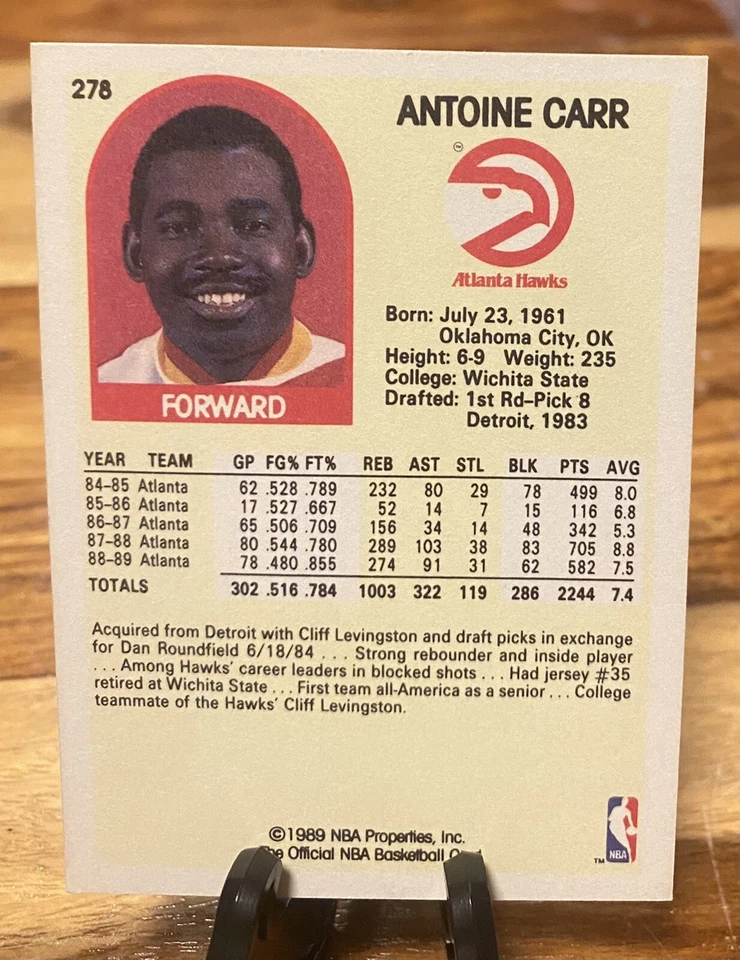 278
ANTOINE CARR
TM
Atlanta Hawks
Born: July 23, 1961
Oklahoma City, OK
Height: 6-9 Weight: 235
College: Wichita State
Drafted: 1st Rd-Pick 8
Detroit, 1983
FORWARD
YEAR TEAM GP FG% FT% REB AST STL BLK PTS AVG
84-85 Atlanta 62 .528 .789 232 80 29 78 499 8.0
85-86 Atlanta 17 .527 .667 52 14 7 15 116 6.8
86-87 Atlanta 65 .506 .709 156 34 14 48 342 5.3
87-88 Atlanta 80 .544 .780 289 103 38 83 705 8.8
88-89 Atlanta 78 .480 .855 274 91 31 62 582 7.5
TOTALS 302 .516 .784 1003 322 119 286 2244 7.4
Acquired from Detroit with Cliff Levingston and draft picks in exchange
for Dan Roundfield 6/18/84 . . . Strong rebounder and inside player
. . . Among Hawks' career leaders in blocked shots . . . Had jersey #35
retired at Wichita State . . . First team all-America as a senior . . . College
teammate of the Hawks' Cliff Levingston.
©1989 NBA Properties, Inc.
Official NBA Basketball
TM NBA